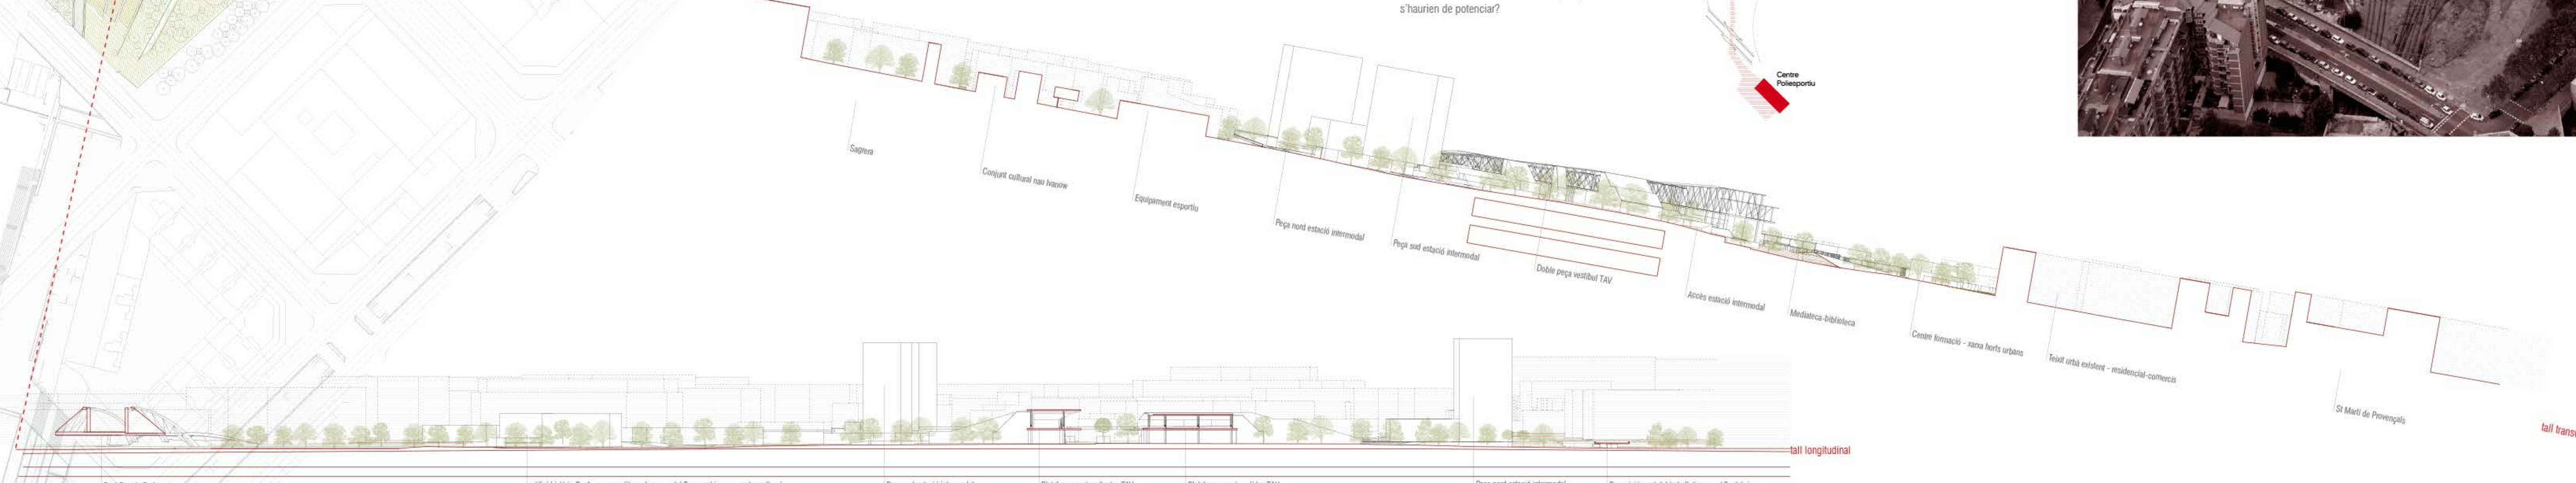 s'haurien de potenciar?
Centre
Poliesportiu
Sagrera
Conjunt cultural nau Ivanow
Equipament esportiu
Peça nord estació intermodal
Peça sud estació intermodal
Doble peça vestíbul TAV
Accés estació intermodal
Mediateca-biblioteca
Centre formació - xarxa horts urbans
Teixit urbà existent - residencial-comercis
St Martí de Provençals
tall trans
tall longitudinal